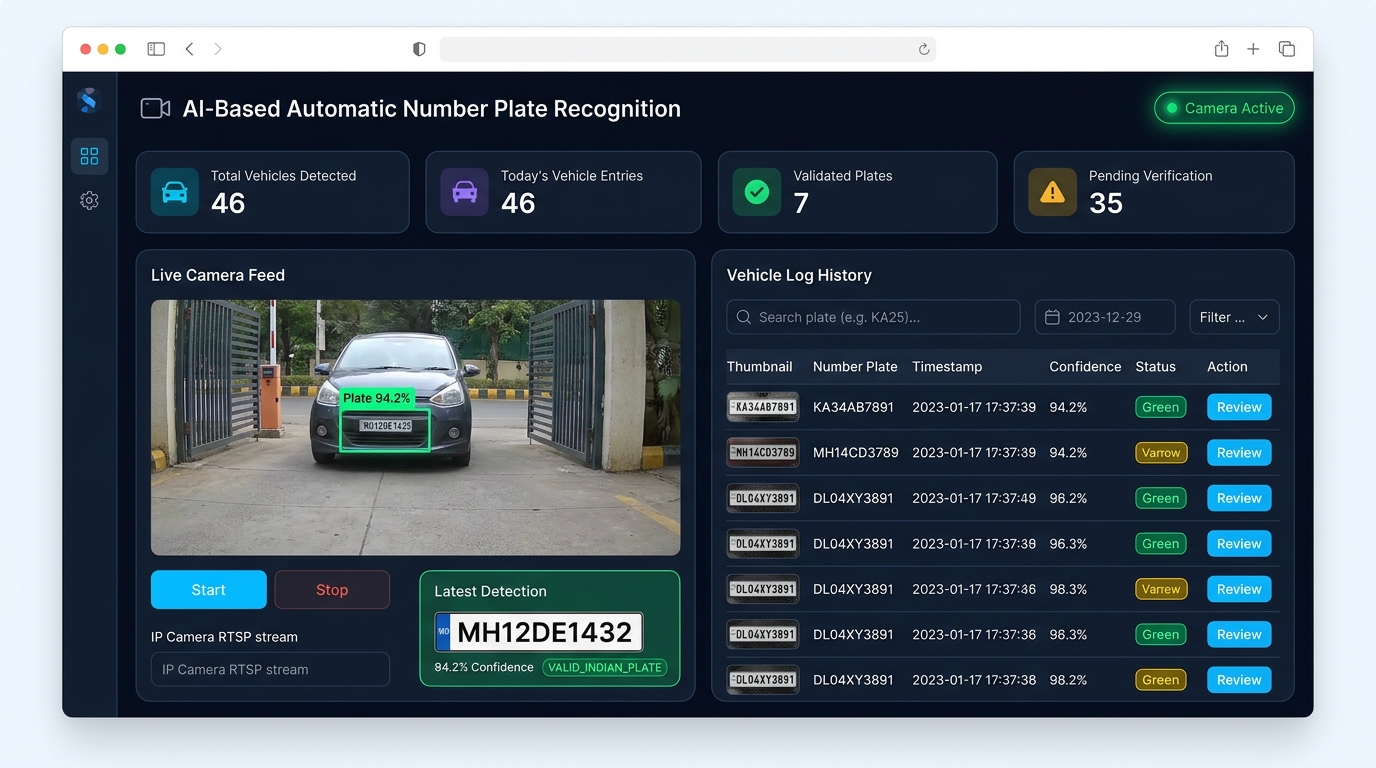 AI-Based Automatic Number Plate Recognition
Camera Active
Total Vehicles Detected
46
Today's Vehicle Entries
46
Validated Plates
7
Pending Verification
35
Live Camera Feed
Plate 94.2%
Start
Stop
IP Camera RTSP stream
IP Camera RTSP stream
Latest Detection
MH12DE1432
94.2% Confidence VALID_INDIAN_PLATE
Vehicle Log History
Search plate (e.g. KA25)...
2023-12-29
Filter ...
Thumbnail Number Plate Timestamp Confidence Status Action
KA34AB7891 KA34AB7891 2023-01-17 17:37:39 94.2% Green Review
MH14CD3789 MH14CD3789 2023-01-17 17:37:39 94.2% Varrow Review
DLG4XY3891 DL04XY3891 2023-01-17 17:37:49 96.2% Green Review
DL04XY3891 DL04XY3891 2023-01-17 17:37:39 96.3% Green Review
DL04XY3891 DL04XY3891 2023-01-17 17:37:36 98.3% Varrew Review
DL04XY3891 DL04XY3891 2023-01-17 17:37:36 96.3% Green Review
DL04XY3891 DL04XY3891 2023-01-17 17:37:38 98.2% Green Review